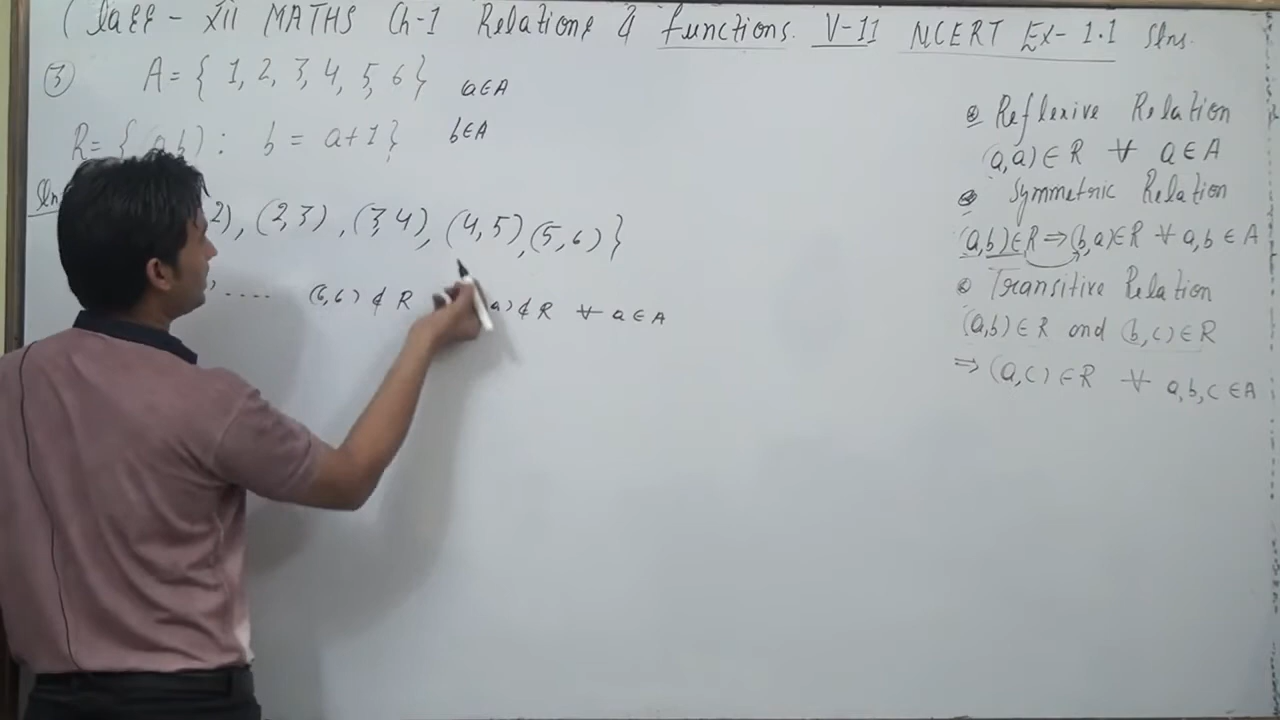 Class - XII MATHS Ch-1 Relations & functions. V-11 NCERT Ex- 1.1 Slns.
③ A = { 1, 2, 3, 4, 5, 6 } a∈A
R = { a,b) : b = a+1 } b∈A
Sln
2), (2,3), (3,4), (4,5), (5,6) }
.... (6,6) ∉ R a) ∉ R ∀ a ∈ A
Reflexive Relation
(a,a) ∈ R ∀ a ∈ A
Symmetric Relation
(a,b) ∈ R ⇒ (b,a) ∈ R ∀ a,b ∈ A
Transitive Relation
(a,b) ∈ R and (b,c) ∈ R
⇒ (a,c) ∈ R ∀ a,b,c ∈ A